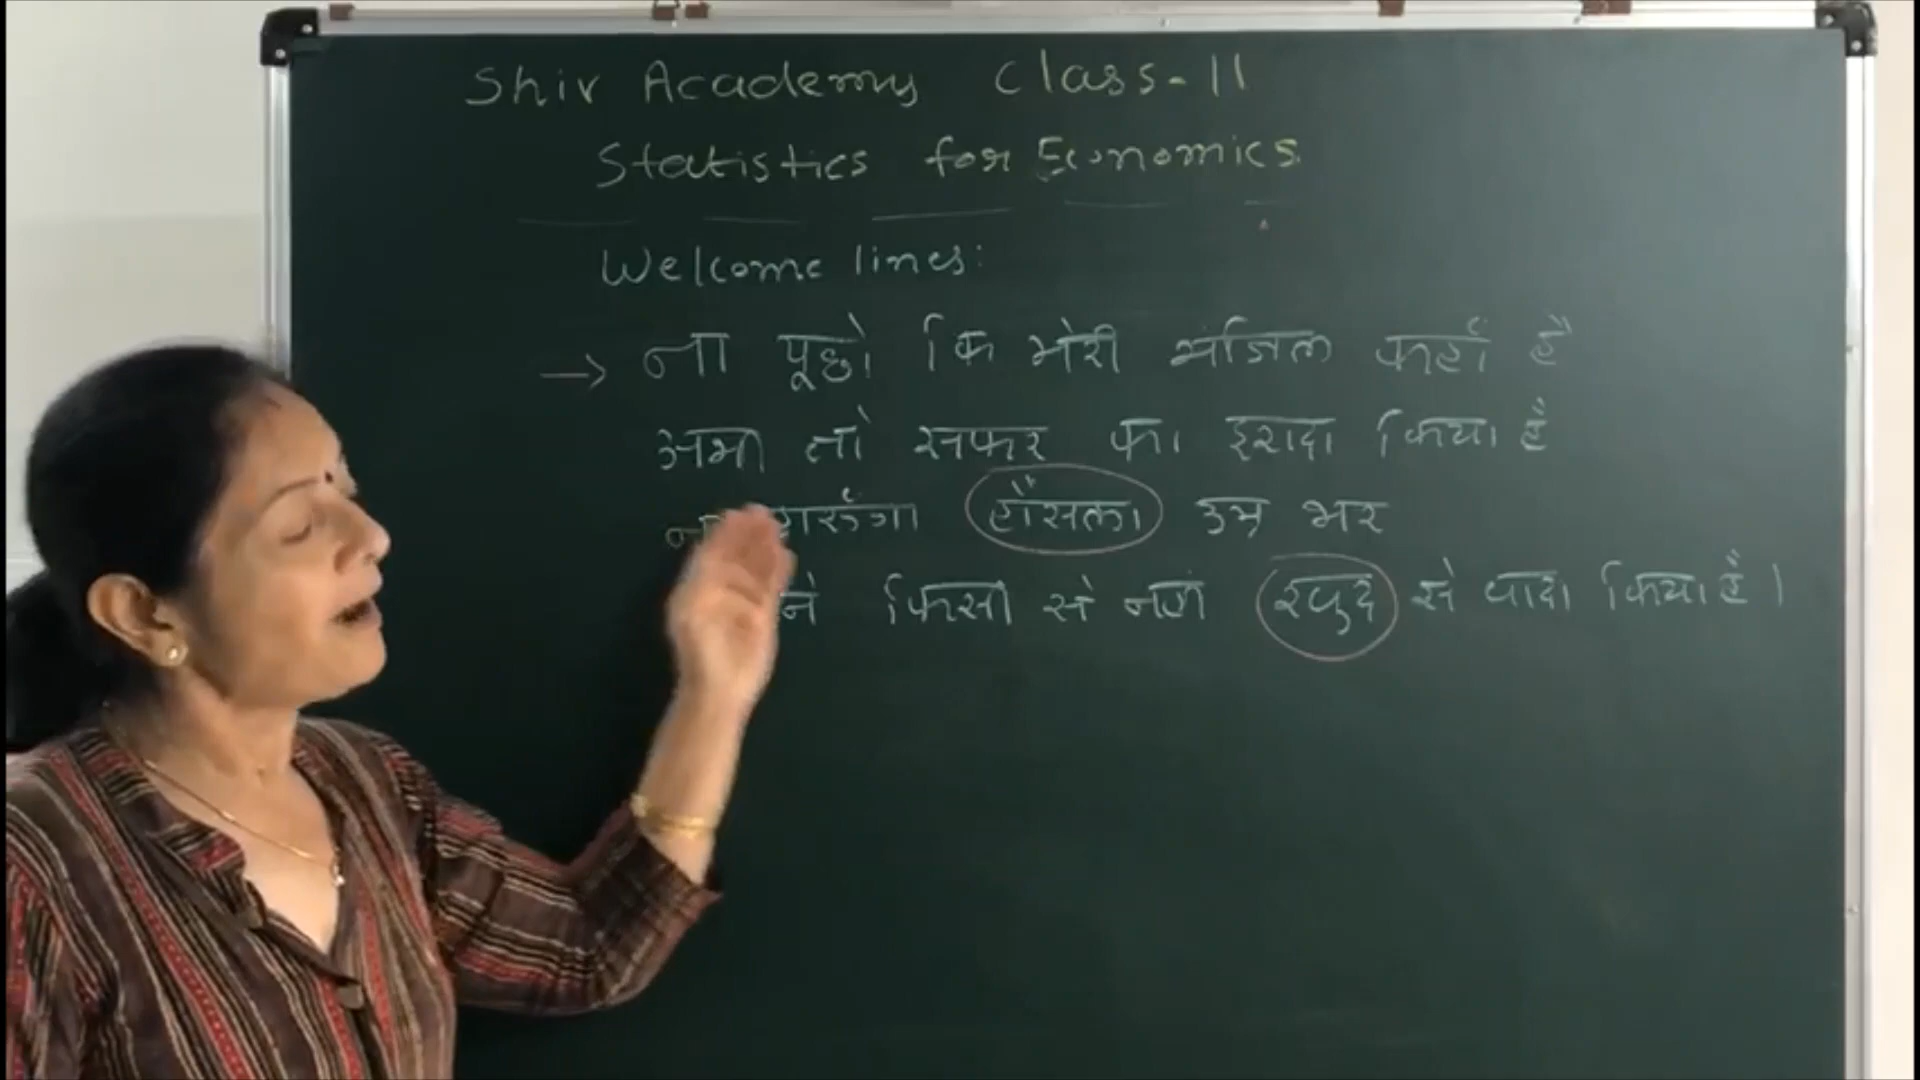 Shiv Academy Class-11
Statistics for Economics
Welcome lines:
→ ना पूछो कि मेरी मंजिल कहाँ है
अभी तो सफर का इरादा किया है
हारुंगा हौंसला उम्र भर
किसी से नहीं खुद से वादा किया है।